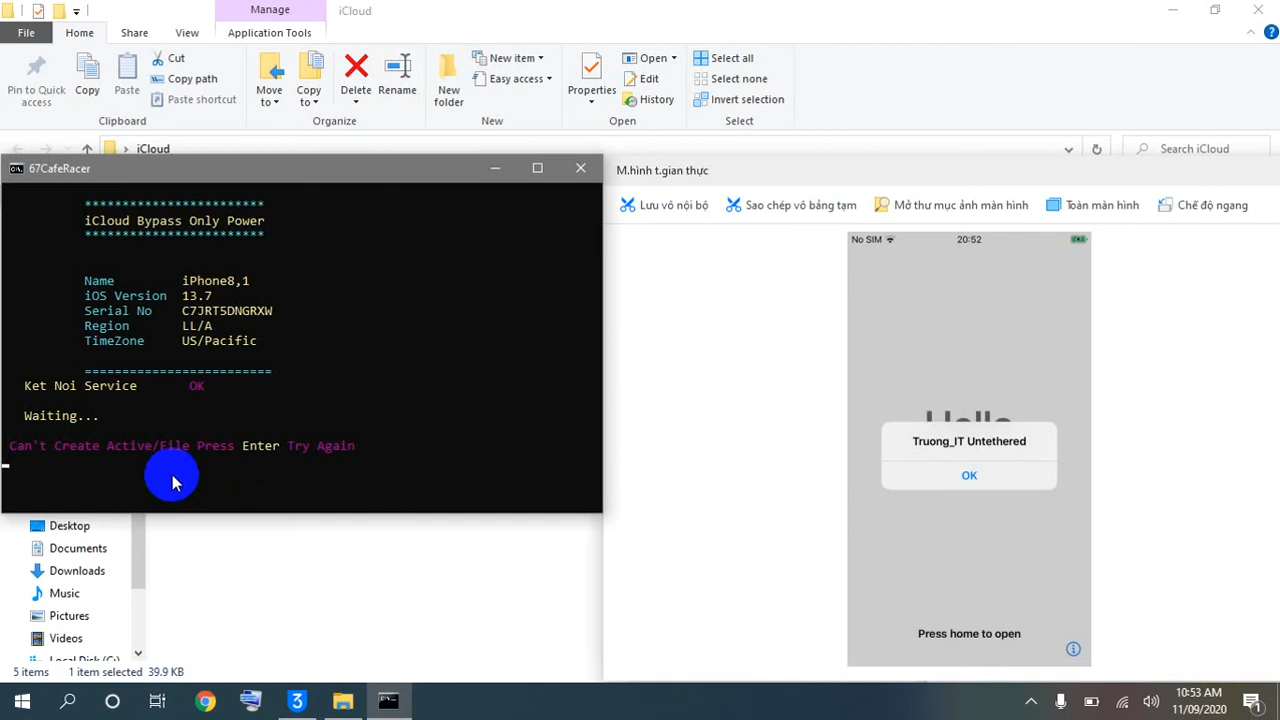 Manage
iCloud
File
Home
Share
View
Application Tools
Pin to Quick access
Copy
Paste
Cut
Copy path
Paste shortcut
Clipboard
Move to
Copy to
Delete
Rename
Organize
New folder
New item
Easy access
New
Properties
Open
Edit
History
Open
Select all
Select none
Invert selection
Select
iCloud
Search iCloud
67CafeRacer
M.hình t.gian thực
Lưu vô nội bộ
Sao chép vô bảng tạm
Mở thư mục ảnh màn hình
Toàn màn hình
Chế độ ngang
************************
iCloud Bypass Only Power
************************
Name iPhone8,1
iOS Version 13.7
Serial No C7JRT5DNGRXW
Region LL/A
TimeZone US/Pacific
=========================
Ket Noi Service OK
Waiting...
Can't Create Active/File Press Enter Try Again
No SIM 20:52
Hello
Truong_IT Untethered
OK
Press home to open
Desktop
Documents
Downloads
Music
Pictures
Videos
Local Disk (C:)
5 items 1 item selected 39.9 KB
10:53 AM
11/09/2020
1